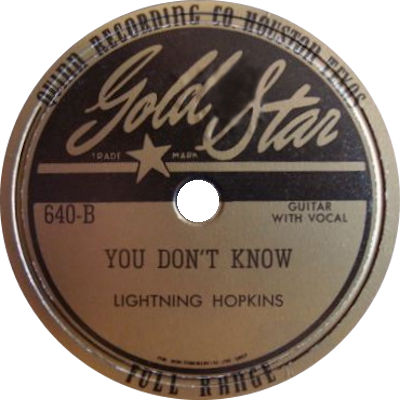 QUINN RECORDING CO HOUSTON TEXAS
Gold Star
TRADE MARK
640-B
GUITAR
WITH VOCAL
YOU DON'T KNOW
LIGHTNING HOPKINS
FULL RANGE